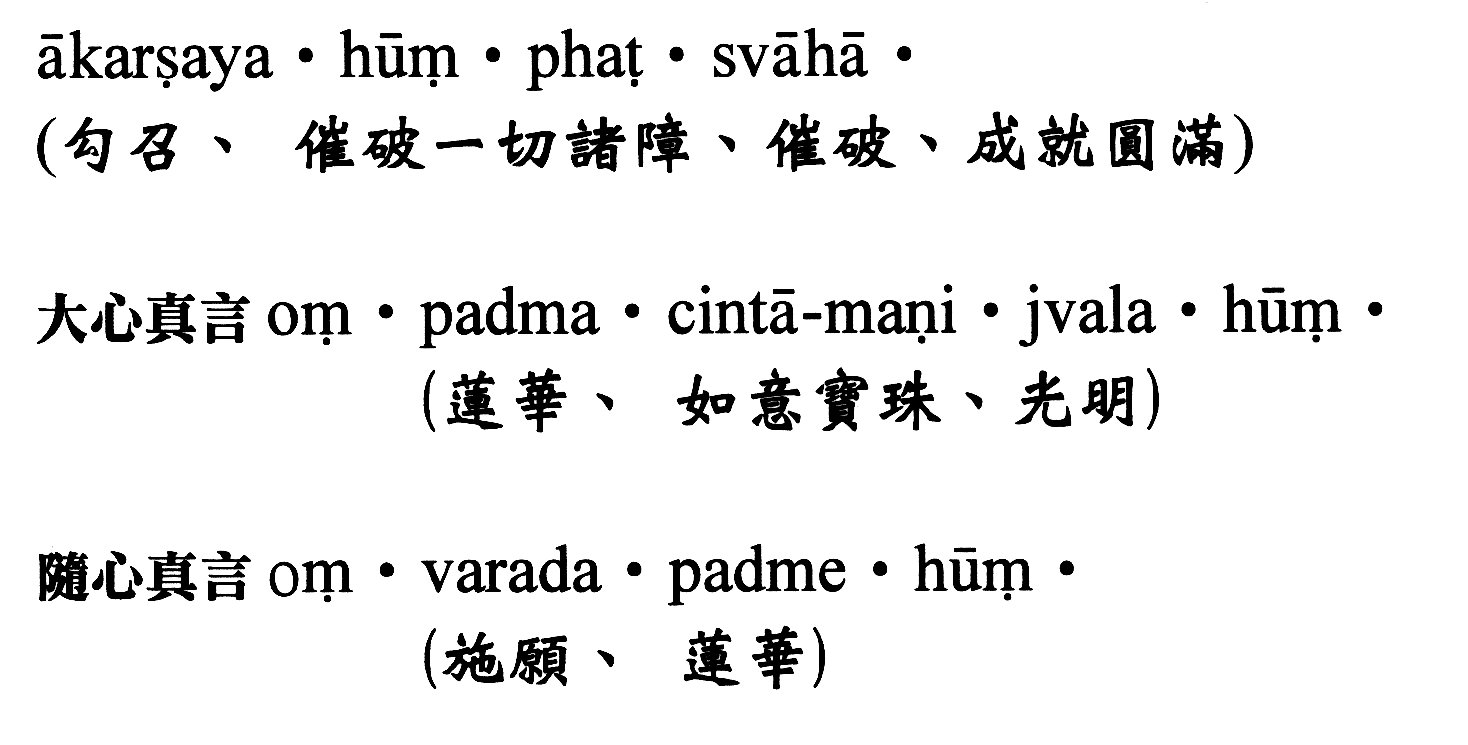 ākarṣaya • hūṃ • phaṭ • svāhā •
(勾召、 催破一切諸障、催破、成就圓滿)
大心真言 oṃ • padma • cintā-maṇi • jvala • hūṃ •
(蓮華、 如意寶珠、光明)
隨心真言 oṃ • varada • padme • hūṃ •
(施願、 蓮華)